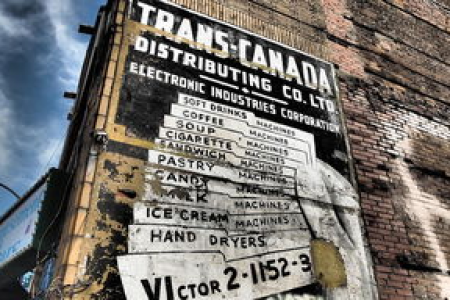 TRANS-CANADA
DISTRIBUTING CO. LTD
ELECTRONIC INDUSTRIES CORPORATION
SOFT DRINKS MACHINES
COFFEE MACHINES
SOUP MACHINES
CIGARETTE MACHINES
SANDWICH MACHINES
PASTRY MACHINES
CANDY MACHINES
MILK MACHINES
ICE CREAM MACHINES
HAND DRYERS
VICTOR 2-1152-3